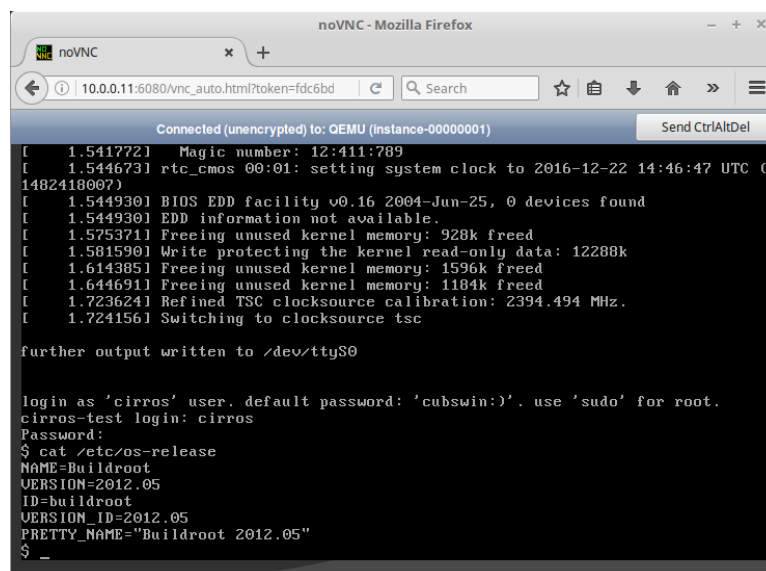 noVNC - Mozilla Firefox
noVNC
10.0.0.11:6080/vnc_auto.html?token=fdc6bd
Search
Connected (unencrypted) to: QEMU (instance-00000001)
Send CtrlAltDel
[    1.541772]   Magic number: 12:411:789
[    1.544673] rtc_cmos 00:01: setting system clock to 2016-12-22 14:46:47 UTC (
1482418007)
[    1.544930] BIOS EDD facility v0.16 2004-Jun-25, 0 devices found
[    1.544930] EDD information not available.
[    1.575371] Freeing unused kernel memory: 928k freed
[    1.581590] Write protecting the kernel read-only data: 12288k
[    1.614385] Freeing unused kernel memory: 1596k freed
[    1.644691] Freeing unused kernel memory: 1184k freed
[    1.723624] Refined TSC clocksource calibration: 2394.494 MHz.
[    1.724156] Switching to clocksource tsc
further output written to /dev/ttyS0
login as 'cirros' user. default password: 'cubswin:)'. use 'sudo' for root.
cirros-test login: cirros
Password:
$ cat /etc/os-release
NAME=Buildroot
VERSION=2012.05
ID=buildroot
VERSION_ID=2012.05
PRETTY_NAME="Buildroot 2012.05"
$ _